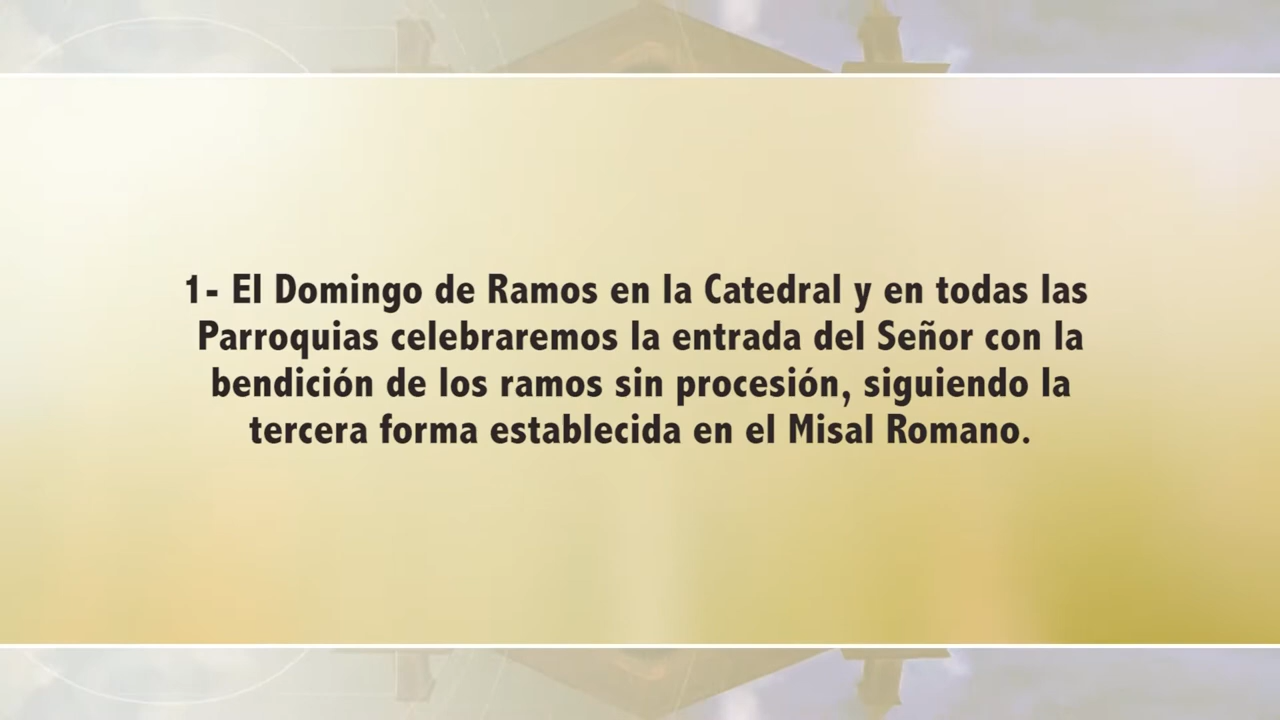 1- El Domingo de Ramos en la Catedral y en todas las
Parroquias celebraremos la entrada del Señor con la
bendición de los ramos sin procesión, siguiendo la
tercera forma establecida en el Misal Romano.